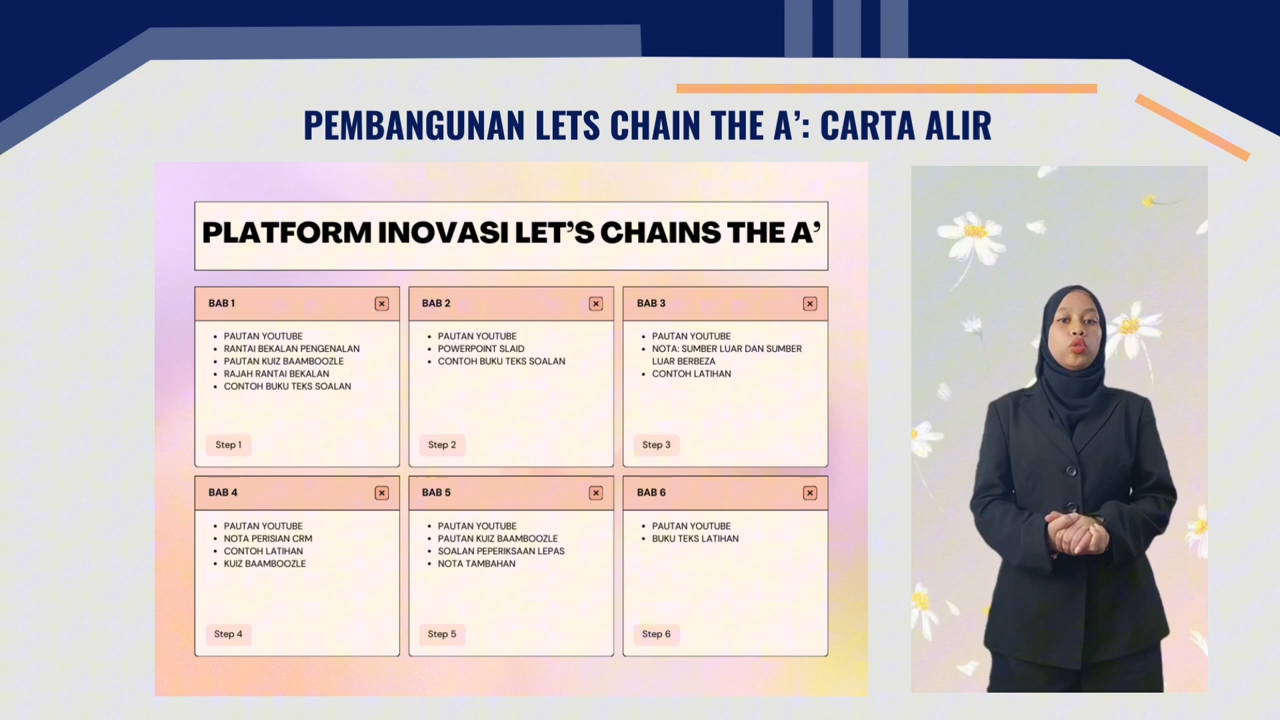 PEMBANGUNAN LETS CHAIN THE A’: CARTA ALIR
PLATFORM INOVASI LET’S CHAINS THE A’
BAB 1
PAUTAN YOUTUBE
RANTAI BEKALAN PENGENALAN
PAUTAN KUIZ BAAMBOOZLE
RAJAH RANTAI BEKALAN
CONTOH BUKU TEKS SOALAN
Step 1
BAB 2
PAUTAN YOUTUBE
POWERPOINT SLAID
CONTOH BUKU TEKS SOALAN
Step 2
BAB 3
PAUTAN YOUTUBE
NOTA: SUMBER LUAR DAN SUMBER
LUAR BERBEZA
CONTOH LATIHAN
Step 3
BAB 4
PAUTAN YOUTUBE
NOTA PERISIAN CRM
CONTOH LATIHAN
KUIZ BAAMBOOZLE
Step 4
BAB 5
PAUTAN YOUTUBE
PAUTAN KUIZ BAAMBOOZLE
SOALAN PEPERIKSAAN LEPAS
NOTA TAMBAHAN
Step 5
BAB 6
PAUTAN YOUTUBE
BUKU TEKS LATIHAN
Step 6